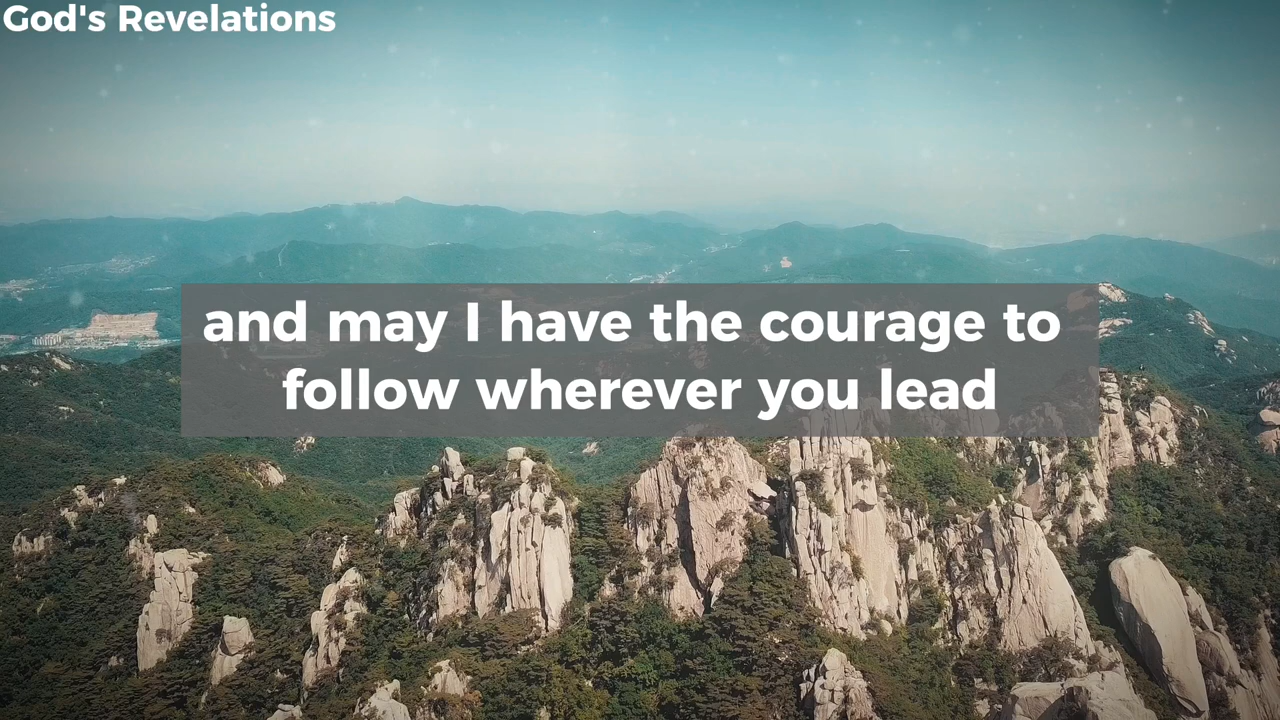 God's Revelations
and may I have the courage to
follow wherever you lead